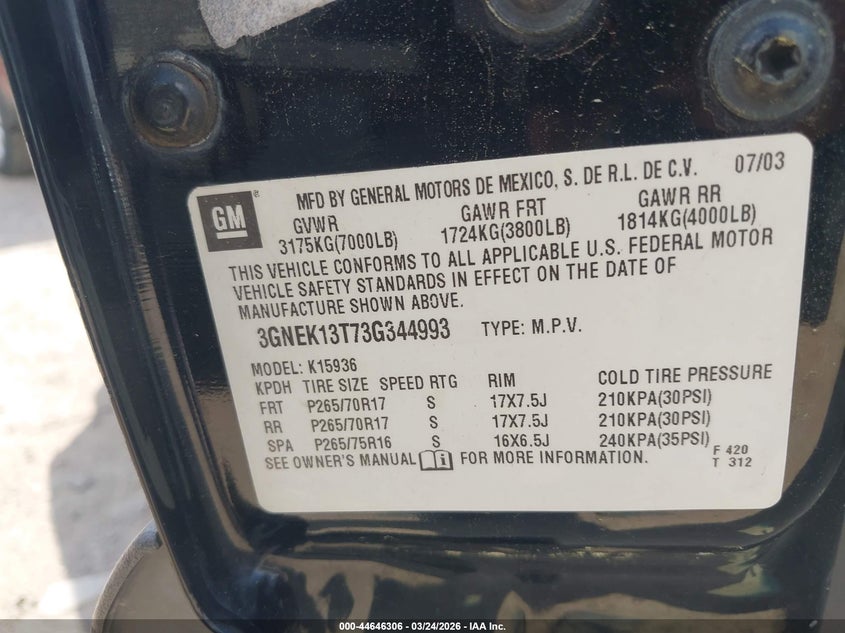 GM ® MFD BY GENERAL MOTORS DE MEXICO, S. DE R.L. DE C.V. 07/03
GVWR GAWR FRT GAWR RR
3175KG(7000LB) 1724KG(3800LB) 1814KG(4000LB)
THIS VEHICLE CONFORMS TO ALL APPLICABLE U.S. FEDERAL MOTOR
VEHICLE SAFETY STANDARDS IN EFFECT ON THE DATE OF
MANUFACTURE SHOWN ABOVE.
3GNEK13T73G344993 TYPE: M.P.V.
MODEL: K15936
KPDH TIRE SIZE SPEED RTG RIM COLD TIRE PRESSURE
FRT P265/70R17 S 17X7.5J 210KPA(30PSI)
RR P265/70R17 S 17X7.5J 210KPA(30PSI)
SPA P265/75R16 S 16X6.5J 240KPA(35PSI)
SEE OWNER'S MANUAL FOR MORE INFORMATION.
F 420
T 312
000-44646306 - 03/24/2026 - IAA Inc.